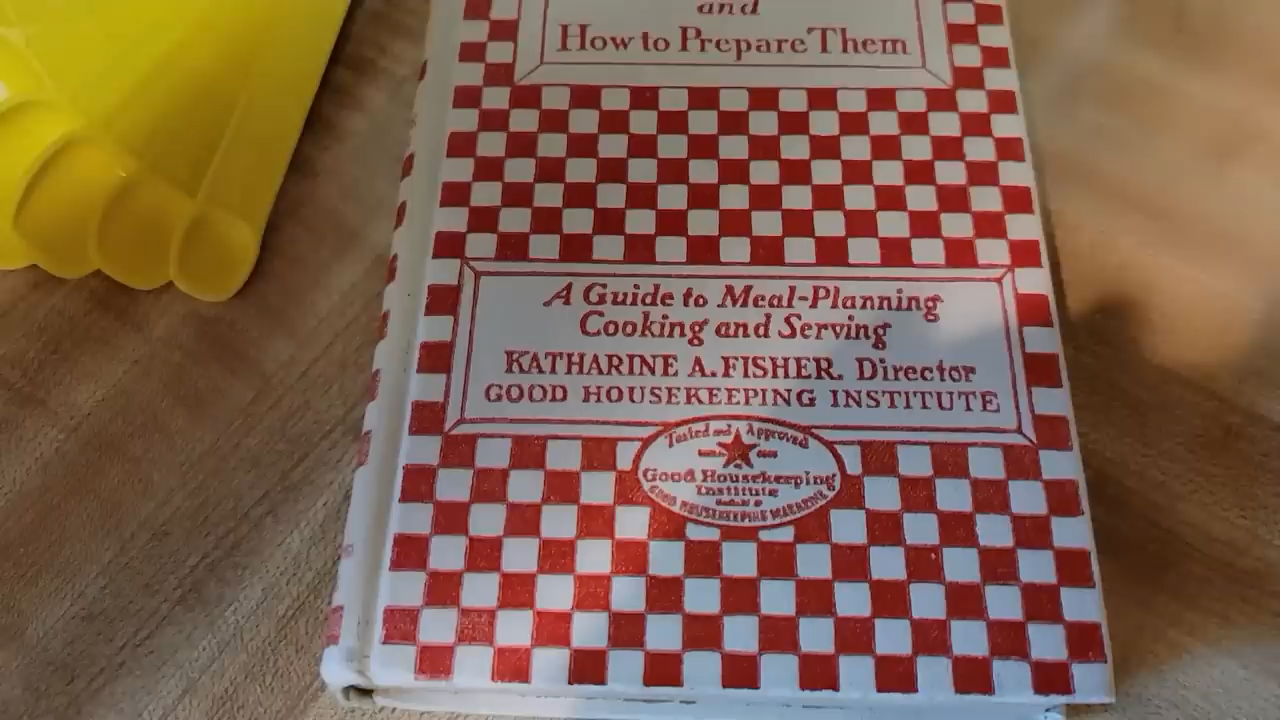 and
How to Prepare Them
A Guide to Meal-Planning
Cooking and Serving
KATHARINE A. FISHER, Director
GOOD HOUSEKEEPING INSTITUTE
Tested and Approved
Good Housekeeping
Institute
GOOD HOUSEKEEPING MAGAZINE